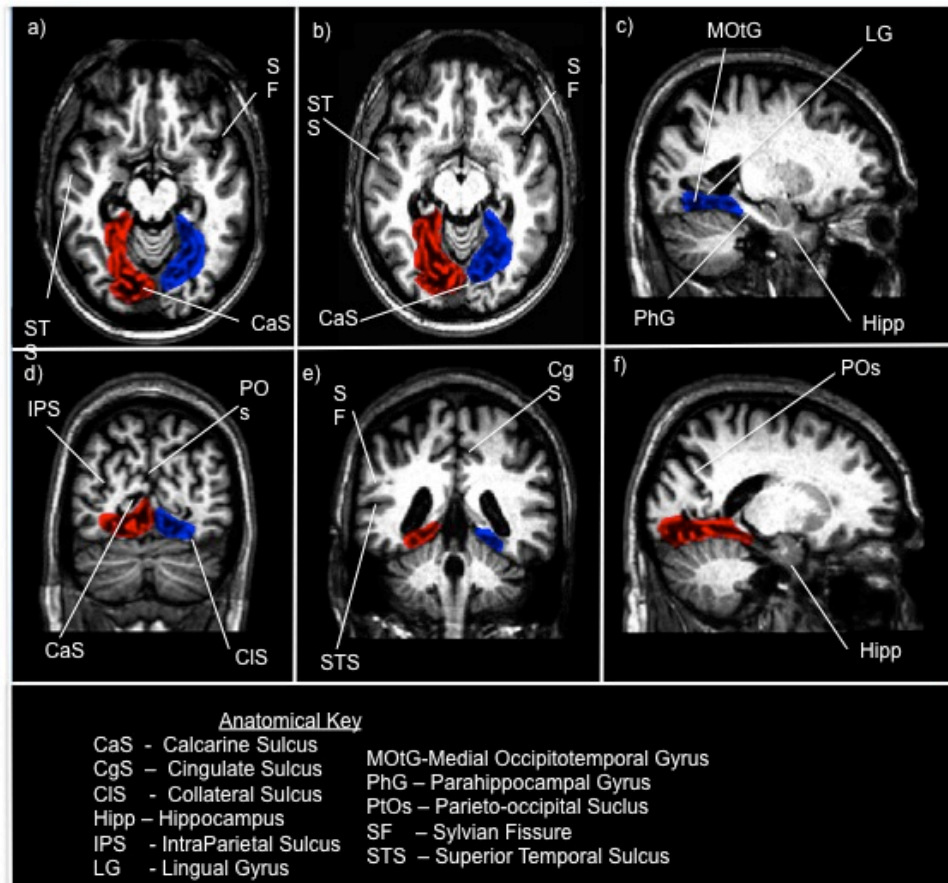 a)
S
F
ST
S
CaS
b)
S
F
ST
S
CaS
c)
MOtG
LG
PhG
Hipp
d)
IPS
PO
s
CaS
ClS
e)
S
F
Cg
S
STS
f)
POs
Hipp
Anatomical Key
CaS - Calcarine Sulcus
CgS – Cingulate Sulcus
ClS - Collateral Sulcus
Hipp – Hippocampus
IPS - IntraParietal Sulcus
LG - Lingual Gyrus
MOtG-Medial Occipitotemporal Gyrus
PhG – Parahippocampal Gyrus
PtOs – Parieto-occipital Suclus
SF – Sylvian Fissure
STS – Superior Temporal Sulcus